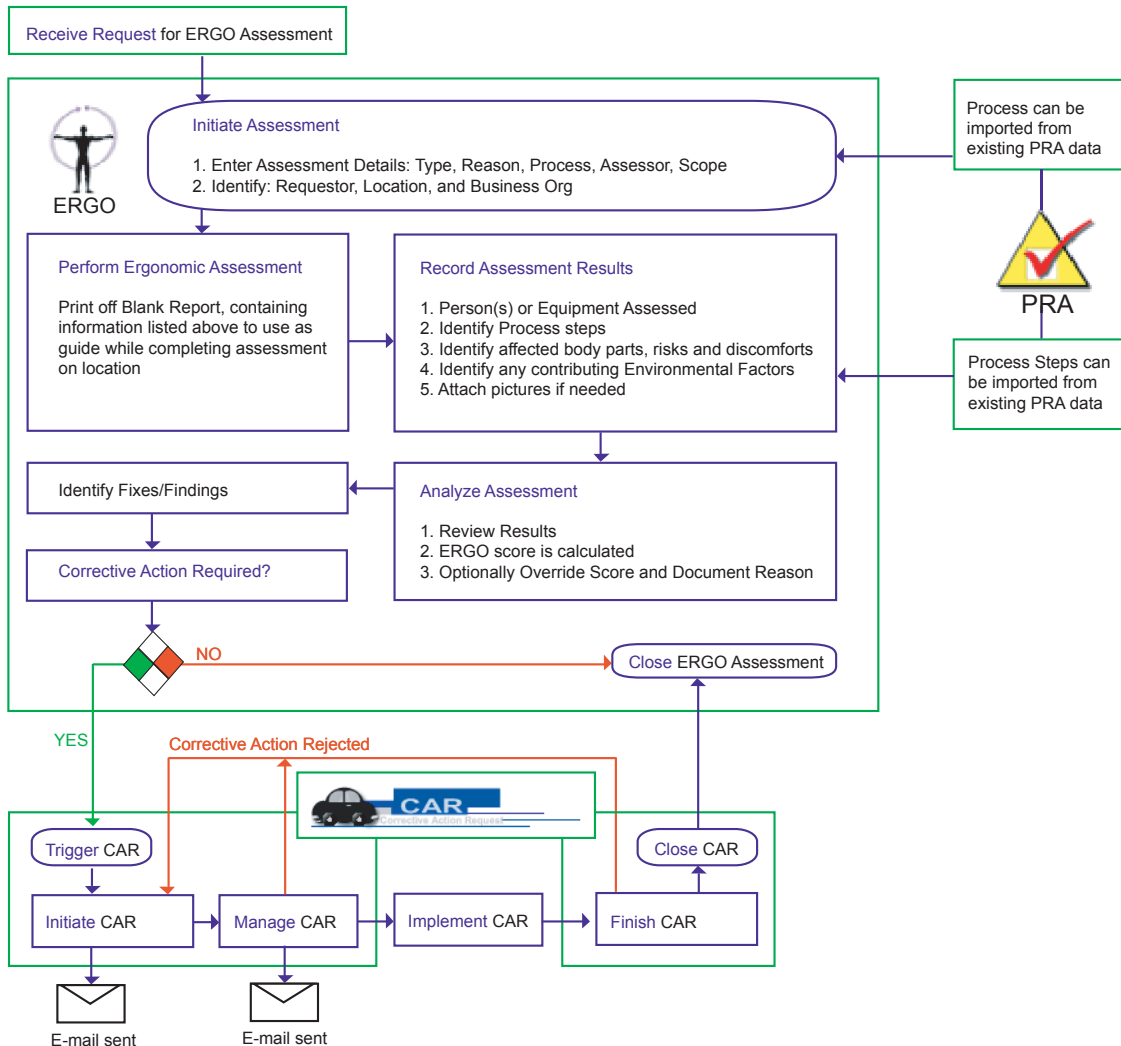 Receive Request for ERGO Assessment
Initiate Assessment
1. Enter Assessment Details: Type, Reason, Process, Assessor, Scope
2. Identify: Requestor, Location, and Business Org
ERGO
Process can be
imported from
existing PRA data
PRA
Process Steps can
be imported from
existing PRA data
Perform Ergonomic Assessment
Print off Blank Report, containing
information listed above to use as
guide while completing assessment
on location
Record Assessment Results
1. Person(s) or Equipment Assessed
2. Identify Process steps
3. Identify affected body parts, risks and discomforts
4. Identify any contributing Environmental Factors
5. Attach pictures if needed
Identify Fixes/Findings
Analyze Assessment
1. Review Results
2. ERGO score is calculated
3. Optionally Override Score and Document Reason
Corrective Action Required?
NO
Close ERGO Assessment
YES
Corrective Action Rejected
CAR
Corrective Action Request
Trigger CAR
Close CAR
Initiate CAR
Manage CAR
Implement CAR
Finish CAR
E-mail sent
E-mail sent